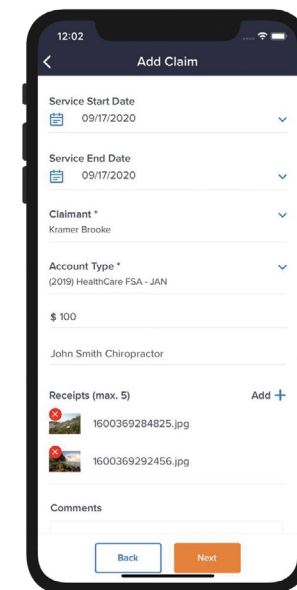 12:02
Add Claim
Service Start Date
09/17/2020
Service End Date
09/17/2020
Claimant *
Kramer Brooke
Account Type *
(2019) HealthCare FSA - JAN
$ 100
John Smith Chiropractor
Receipts (max. 5) Add +
1600369284825.jpg
1600369292456.jpg
Comments
Back Next